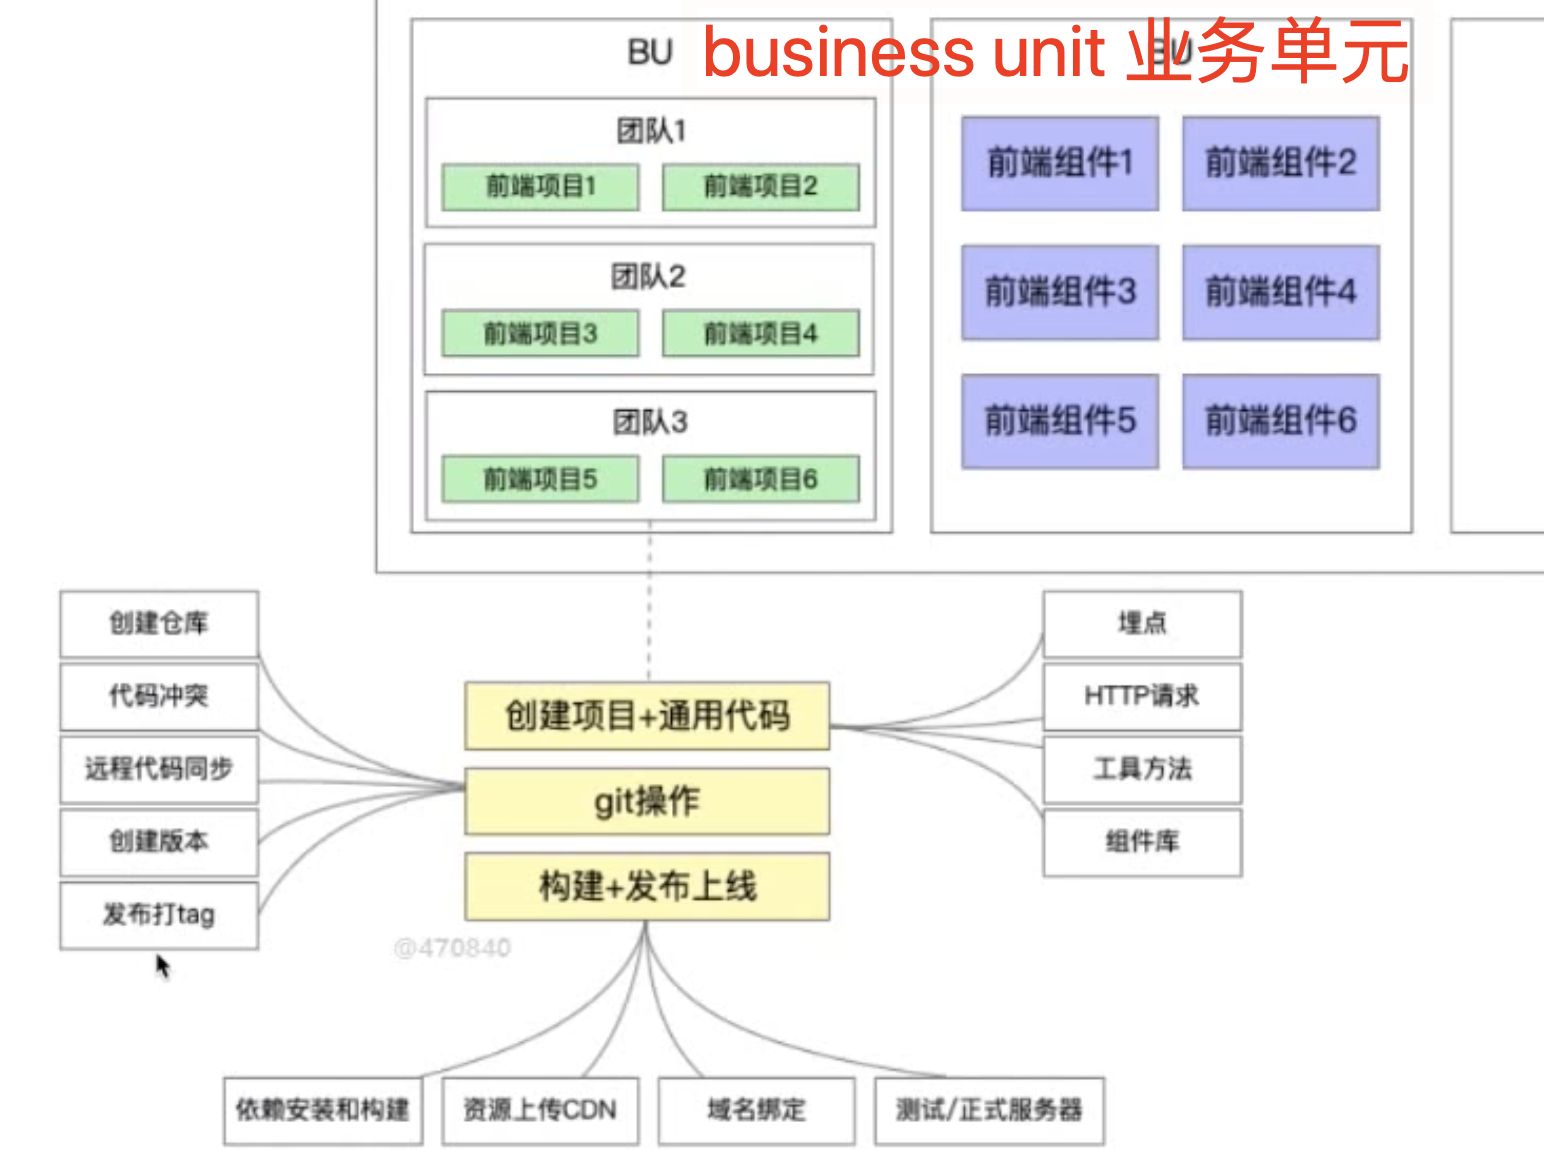 BU
business unit 业务单元
BU
团队1
前端项目1
前端项目2
团队2
前端项目3
前端项目4
团队3
前端项目5
前端项目6
前端组件1
前端组件2
前端组件3
前端组件4
前端组件5
前端组件6
创建仓库
代码冲突
远程代码同步
创建版本
发布打tag
创建项目+通用代码
git操作
构建+发布上线
埋点
HTTP请求
工具方法
组件库
@470840
依赖安装和构建
资源上传CDN
域名绑定
测试/正式服务器